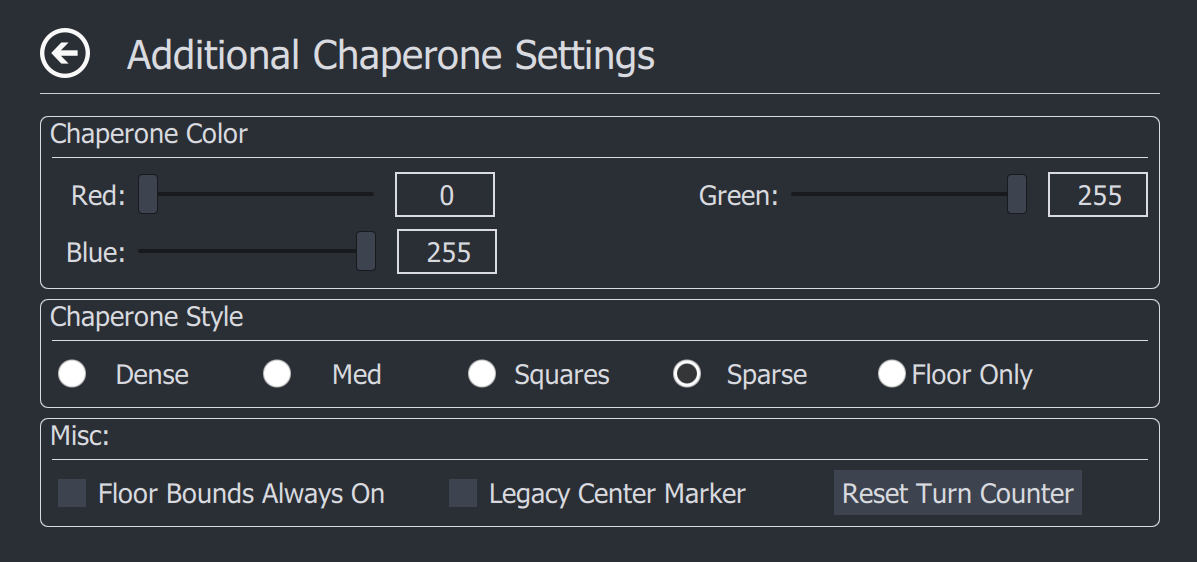 Additional Chaperone Settings
Chaperone Color
Red: 0 Green: 255
Blue: 255
Chaperone Style
Dense Med Squares Sparse Floor Only
Misc:
Floor Bounds Always On Legacy Center Marker Reset Turn Counter